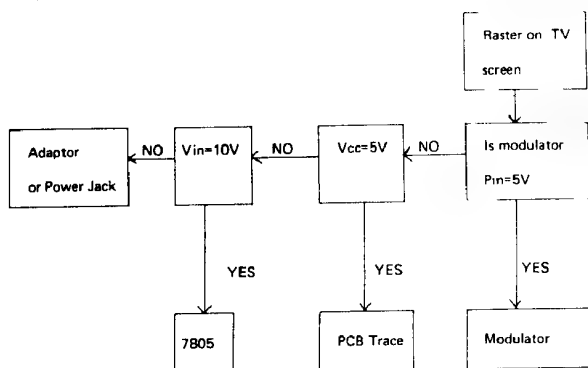 Raster on TV
screen
Adaptor
or Power Jack
NO
Vin=10V
NO
Vcc=5V
NO
Is modulator
Pin=5V
YES
YES
YES
7805
PCB Trace
Modulator